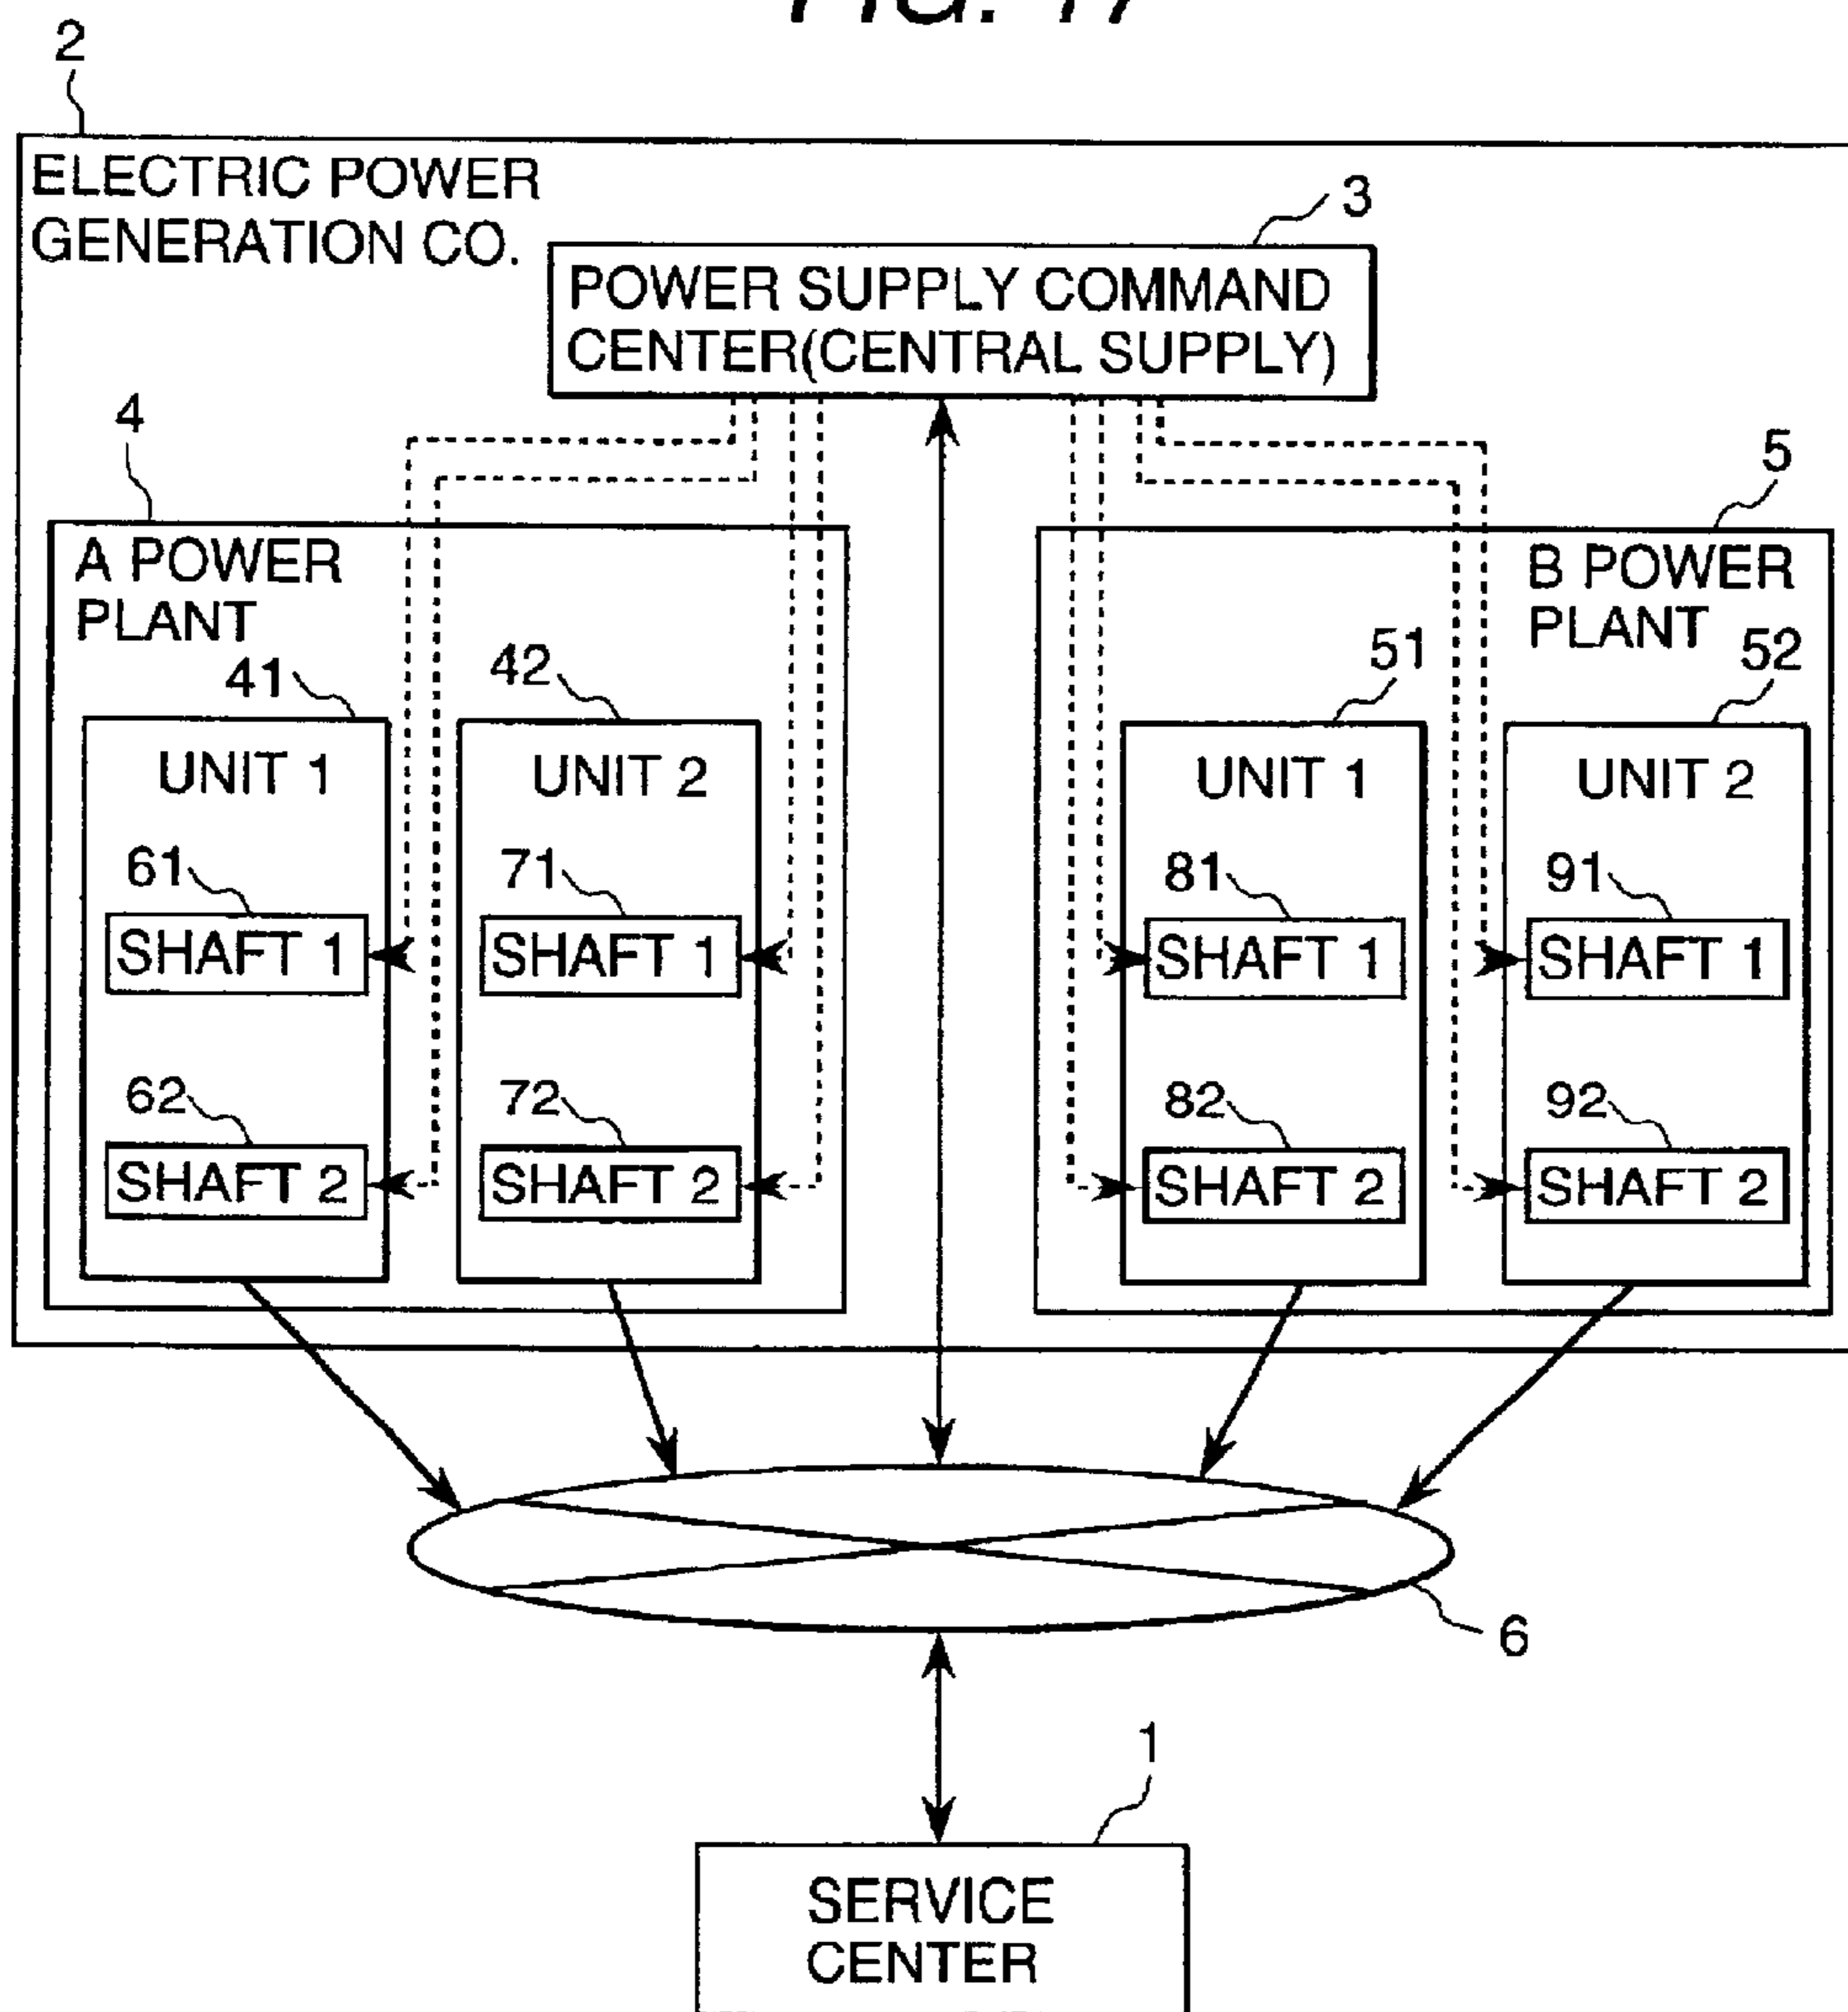 FIG. 17
2
ELECTRIC POWER
GENERATION CO.
3
POWER SUPPLY COMMAND
CENTER(CENTRAL SUPPLY)
4
5
A POWER
PLANT
B POWER
PLANT
41
42
51
52
UNIT 1
UNIT 2
UNIT 1
UNIT 2
61
71
81
91
SHAFT 1
SHAFT 1
SHAFT 1
SHAFT 1
62
72
82
92
SHAFT 2
SHAFT 2
SHAFT 2
SHAFT 2
6
1
SERVICE
CENTER